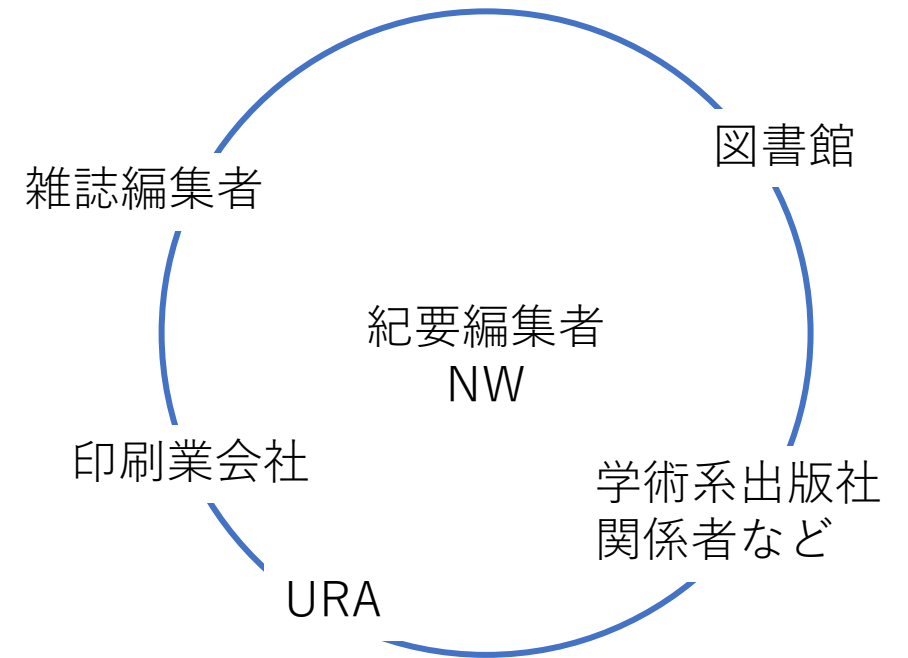 図書館
雑誌編集者
紀要編集者
NW
印刷業会社
学術系出版社
関係者など
URA